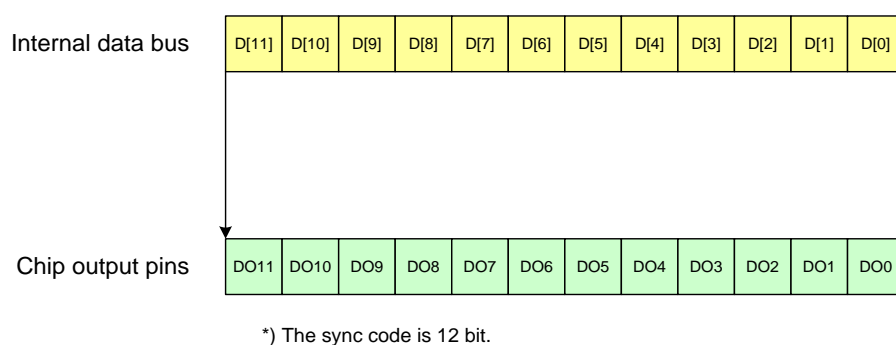 Internal data bus D[11] D[10] D[9] D[8] D[7] D[6] D[5] D[4] D[3] D[2] D[1] D[0]
Chip output pins DO11 DO10 DO9 DO8 DO7 DO6 DO5 DO4 DO3 DO2 DO1 DO0
*) The sync code is 12 bit.